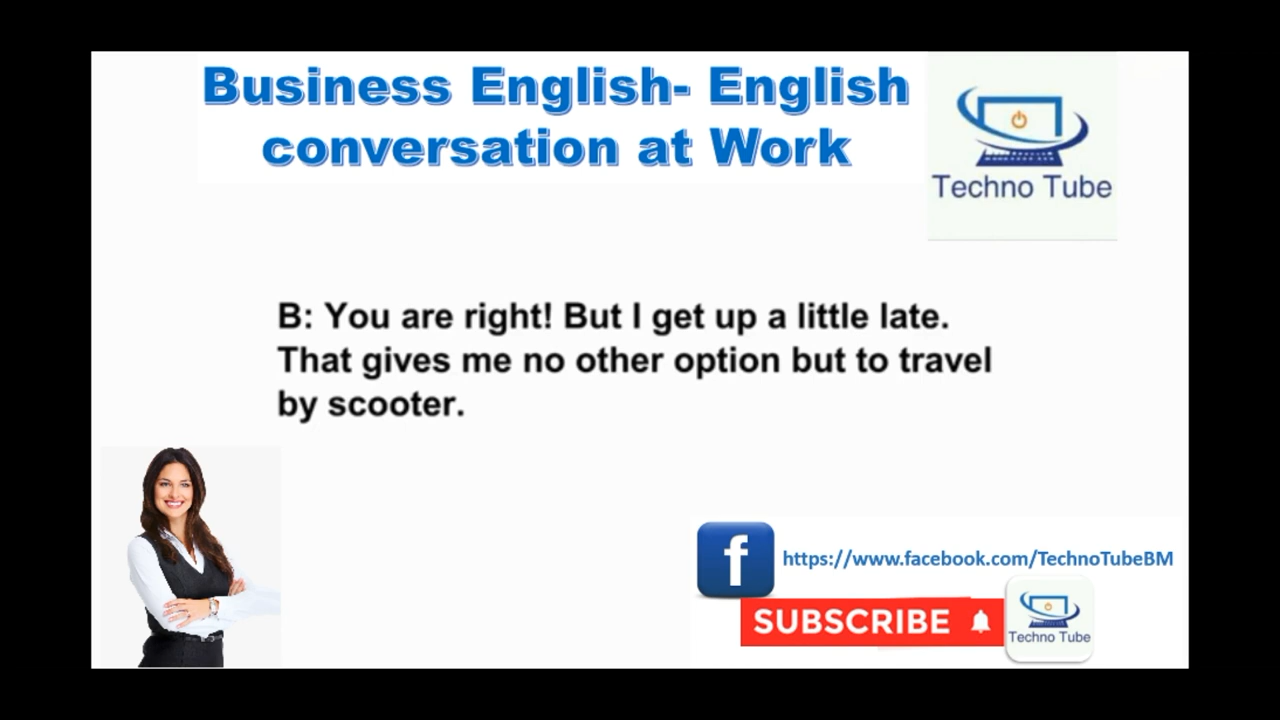 Business English- English
conversation at Work
Techno Tube
B: You are right! But I get up a little late.
That gives me no other option but to travel
by scooter.
f
https://www.facebook.com/TechnoTubeBM
SUBSCRIBE
Techno Tube